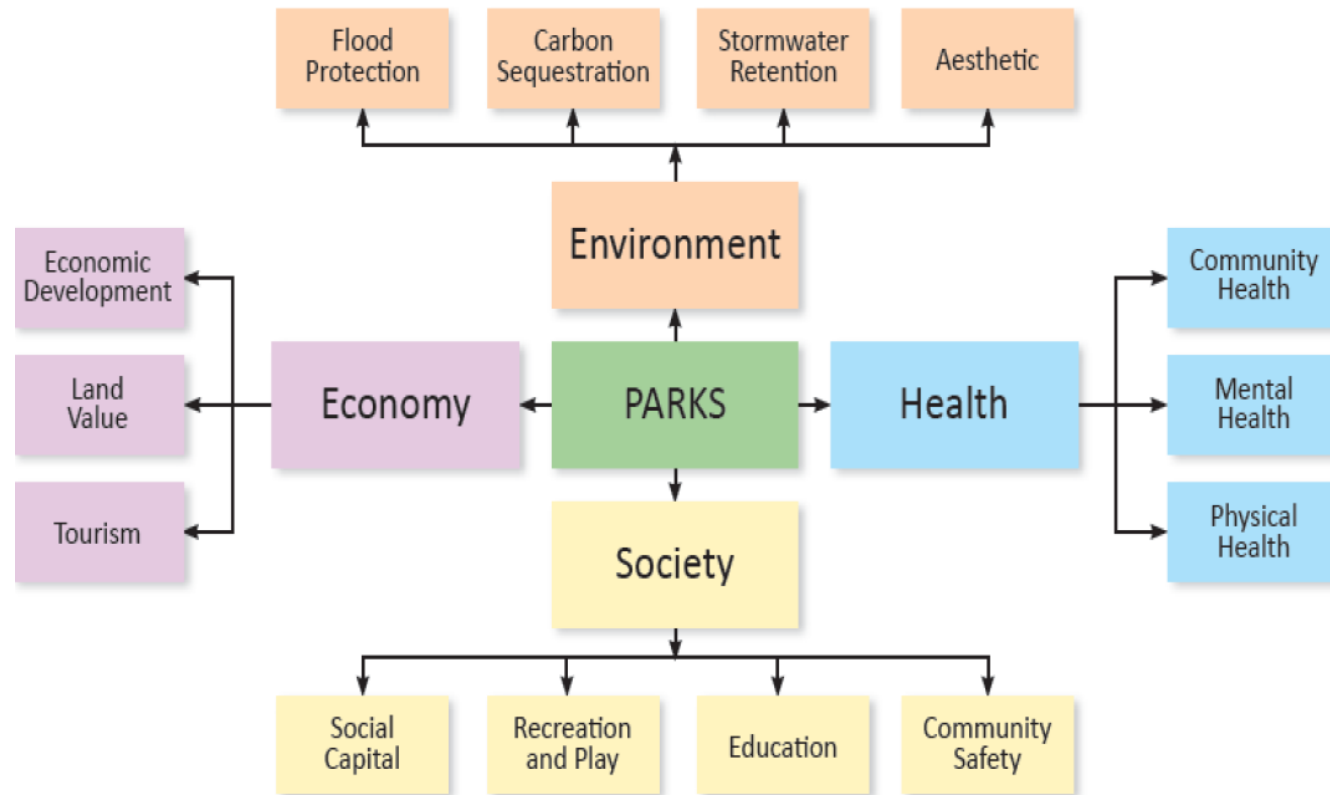 Flood
Protection
Carbon
Sequestration
Stormwater
Retention
Aesthetic
Environment
Economic
Development
Land
Value
Tourism
Economy
PARKS
Health
Community
Health
Mental
Health
Physical
Health
Society
Social
Capital
Recreation
and Play
Education
Community
Safety